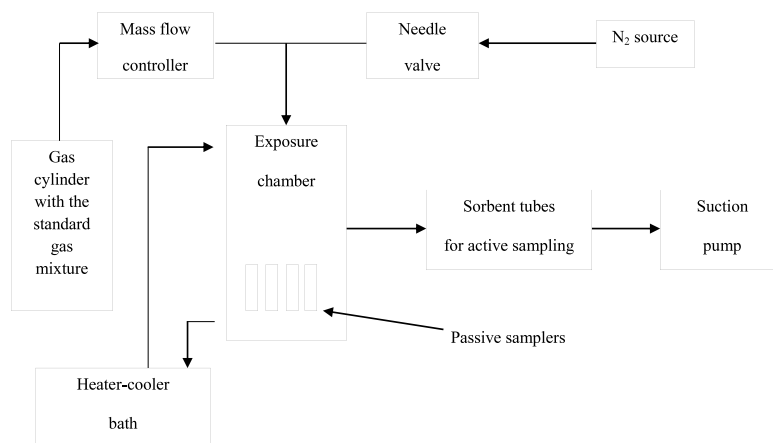 Mass flow
controller
Needle
valve
N₂ source
Gas
cylinder
with the
standard
gas
mixture
Exposure
chamber
Sorbent tubes
for active sampling
Suction
pump
Passive samplers
Heater-cooler
bath